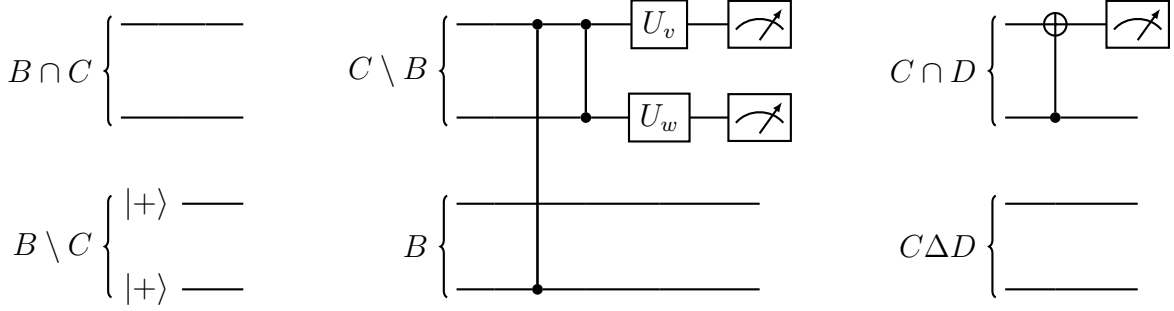 B ∩ C
C \ B
U_v
C ∩ D
U_w
B \ C
|+⟩
B
CΔD
|+⟩